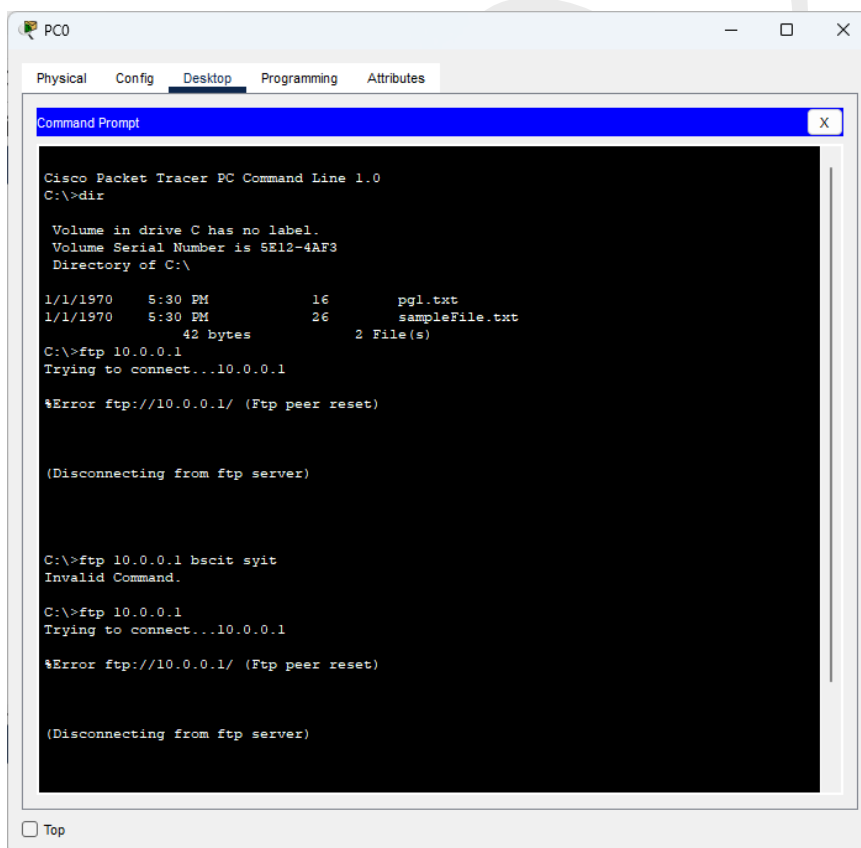 PC0
Physical Config Desktop Programming Attributes
Command Prompt
X
Cisco Packet Tracer PC Command Line 1.0
C:\>dir
Volume in drive C has no label.
Volume Serial Number is 5E12-4AF3
Directory of C:\
1/1/1970 5:30 PM 16 pg1.txt
1/1/1970 5:30 PM 26 sampleFile.txt
42 bytes 2 File(s)
C:\>ftp 10.0.0.1
Trying to connect...10.0.0.1
%Error ftp://10.0.0.1/ (Ftp peer reset)
(Disconnecting from ftp server)
C:\>ftp 10.0.0.1 bscit syit
Invalid Command.
C:\>ftp 10.0.0.1
Trying to connect...10.0.0.1
%Error ftp://10.0.0.1/ (Ftp peer reset)
(Disconnecting from ftp server)
Top